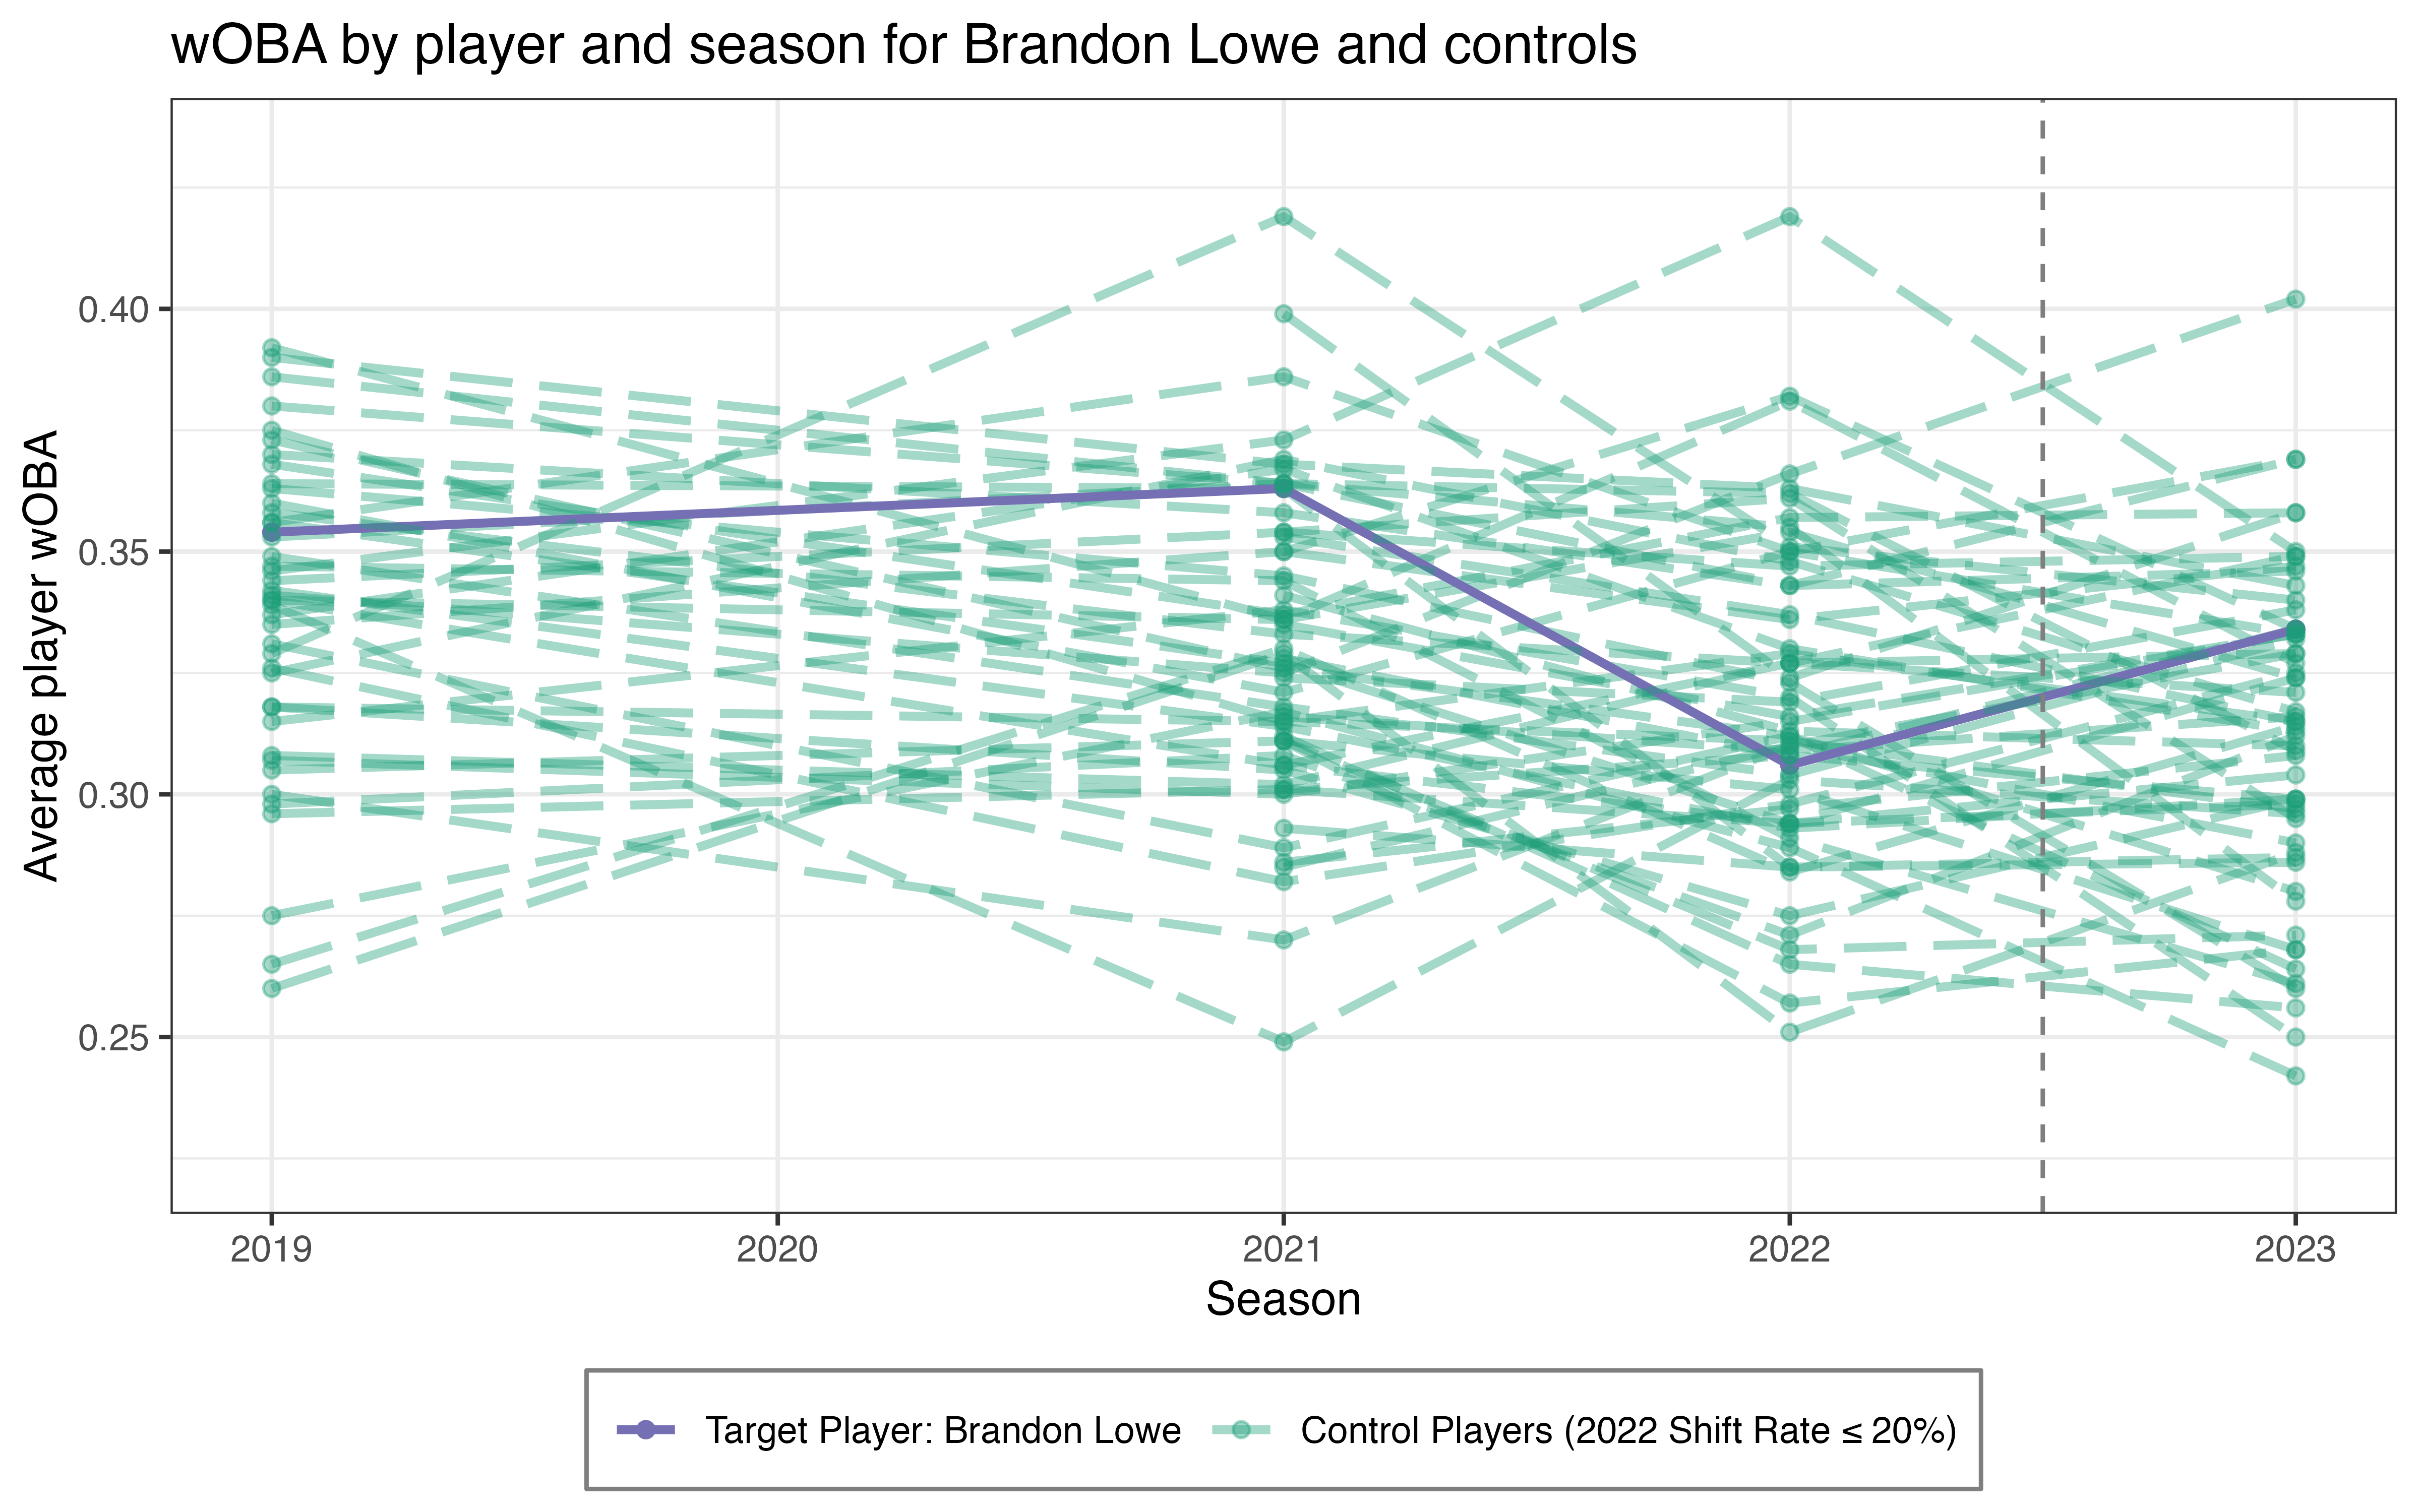 wOBA by player and season for Brandon Lowe and controls
Average player wOBA
0.40
0.35
0.30
0.25
2019 2020 2021 2022 2023
Season
Target Player: Brandon Lowe Control Players (2022 Shift Rate ≤ 20%)